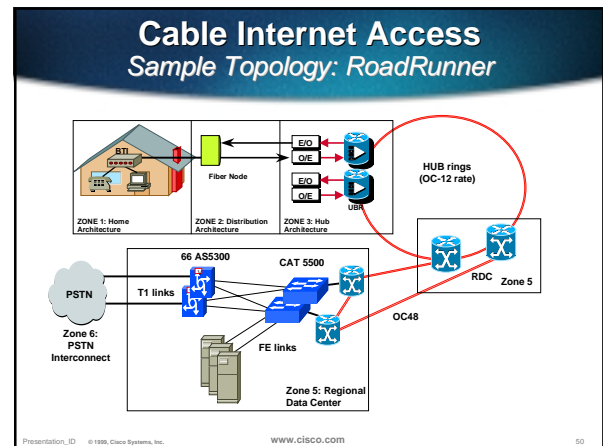 Cable Internet Access
Sample Topology: RoadRunner
BTI
Fiber Node
E/O
O/E
E/O
O/E
UBR
HUB rings
(OC-12 rate)
ZONE 1: Home
Architecture
ZONE 2: Distribution
Architecture
ZONE 3: Hub
Architecture
66 AS5300
CAT 5500
RDC
Zone 5
PSTN
T1 links
OC48
Zone 6:
PSTN
Interconnect
FE links
Zone 5: Regional
Data Center
Presentation_ID
© 1999, Cisco Systems, Inc.
www.cisco.com
50